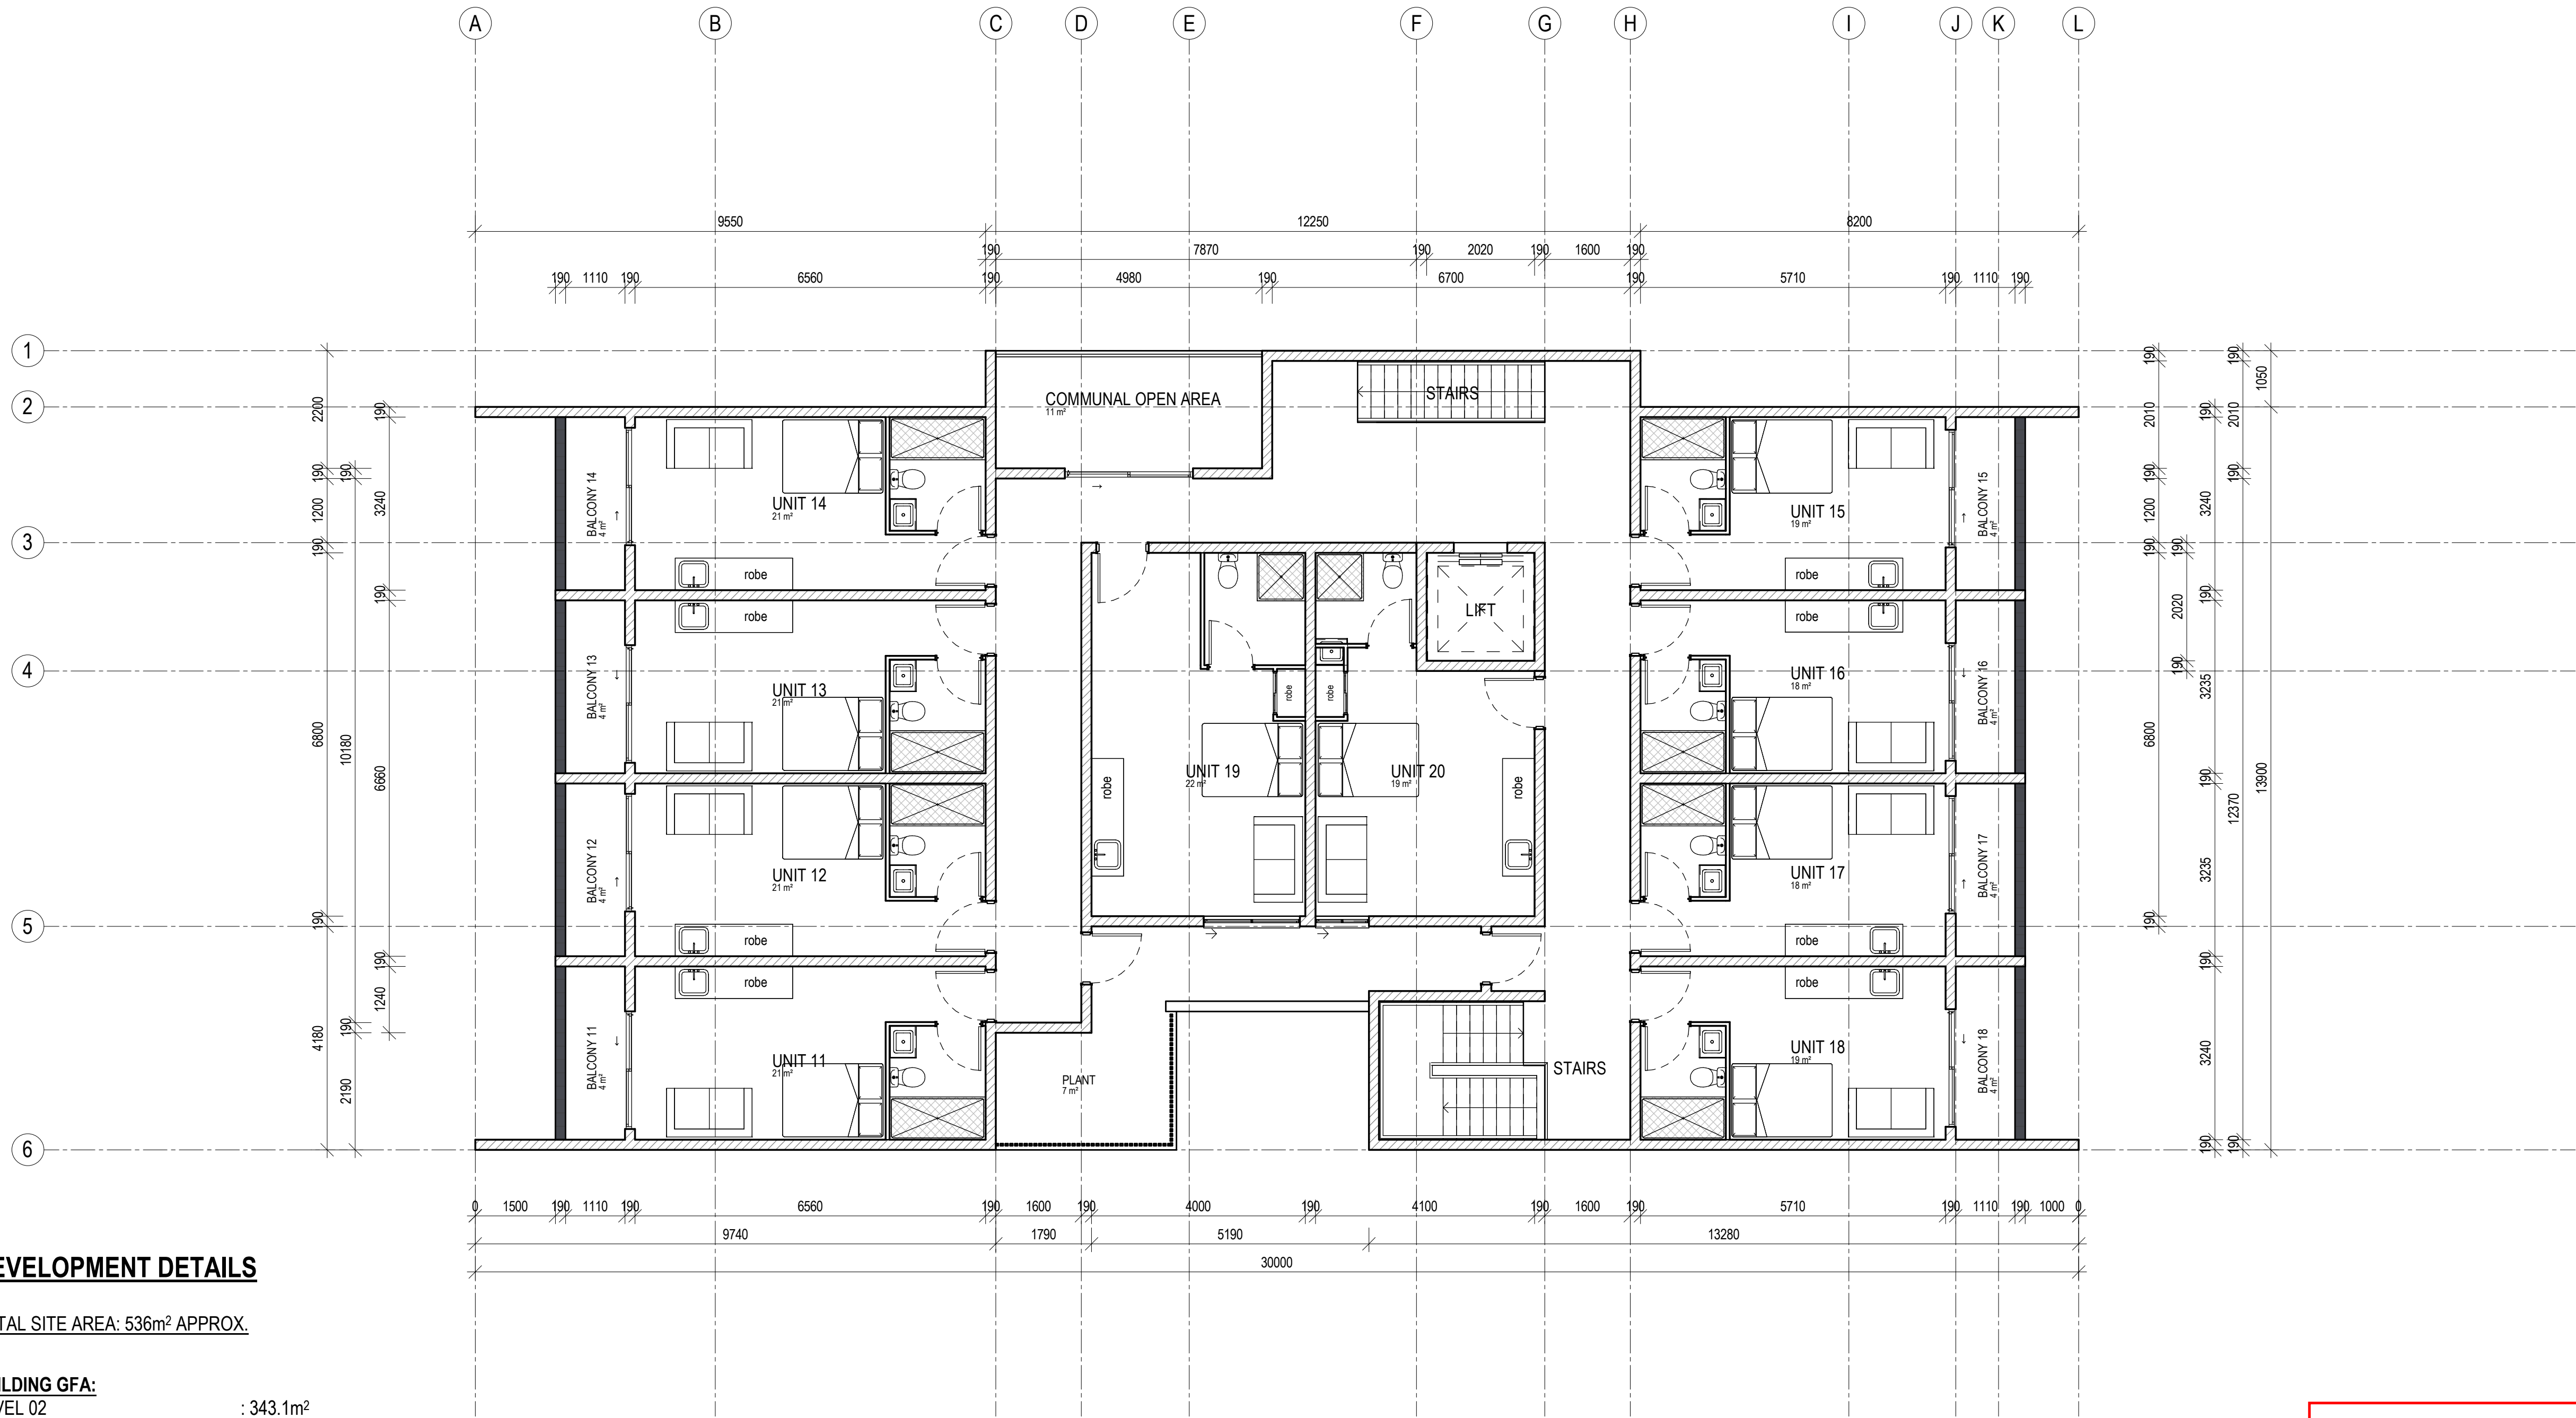 A B C D E F G H I J K L
9550 12250 8200
190 7870 190 2020 190 1600 190
190 1110 190 6560 190 4980 190 6700 190 5710 190 1110 190
1
2
3
4
5
6
2200 190 1200 190 6800 190 4180
190 10180 190 2190
190 3240 190 6660 190 1240
190 2010 190 1200 190 6800 190
190 2020 190
190 3240 190 3235 190 3235 190 3240 190
190 2010 190 12370 190
1050 13900
COMMUNAL OPEN AREA
11 m²
STAIRS
BALCONY 14
4 m²
→
UNIT 14
21 m²
robe
→
UNIT 15
19 m²
robe
BALCONY 15
4 m²
→
LIFT
robe
BALCONY 13
4 m²
←
UNIT 13
21 m²
robe
robe
robe
UNIT 16
18 m²
BALCONY 16
4 m²
←
UNIT 19
22 m²
robe
UNIT 20
19 m²
robe
BALCONY 12
4 m²
→
UNIT 12
21 m²
robe
UNIT 17
18 m²
robe
BALCONY 17
4 m²
→
→ →
robe
BALCONY 11
4 m²
←
UNIT 11
21 m²
PLANT
7 m²
STAIRS
robe
UNIT 18
19 m²
BALCONY 18
4 m²
←
0 1500 190 1110 190 6560 190 1600 190 4000 190 4100 190 1600 190 5710 190 1110 190 1000 0
9740 1790 5190 13280
30000
EVELOPMENT DETAILS
TAL SITE AREA: 536m² APPROX.
ILDING GFA:
VEL 02 : 343.1m²